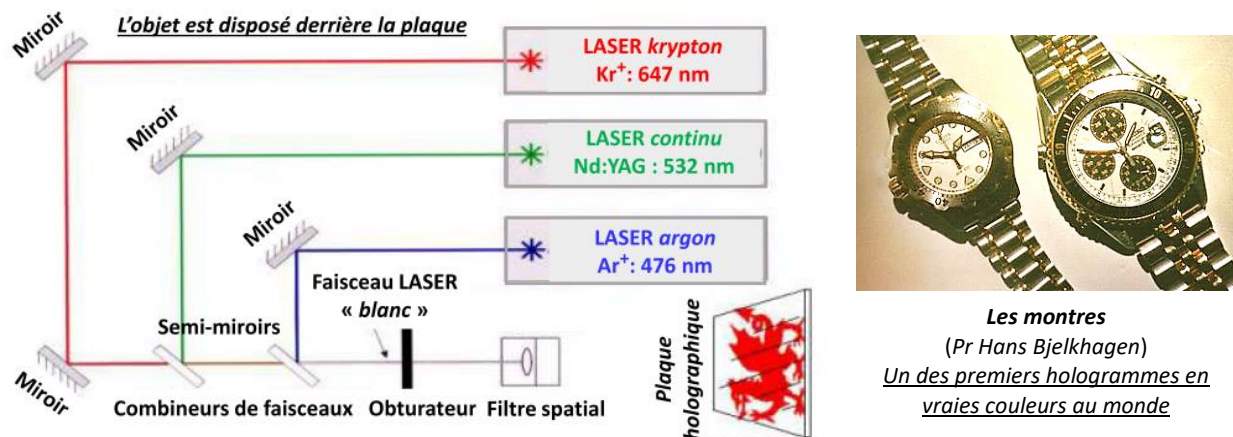 L'objet est disposé derrière la plaque
Miroir
LASER krypton
Kr+: 647 nm
Miroir
LASER continu
Nd:YAG : 532 nm
Miroir
LASER argon
Ar+: 476 nm
Faisceau LASER
« blanc »
Semi-miroirs
Miroir
Combineurs de faisceaux
Obturateur
Filtre spatial
Plaque
holographique
Les montres
(Pr Hans Bjelkhagen)
Un des premiers hologrammes en
vraies couleurs au monde